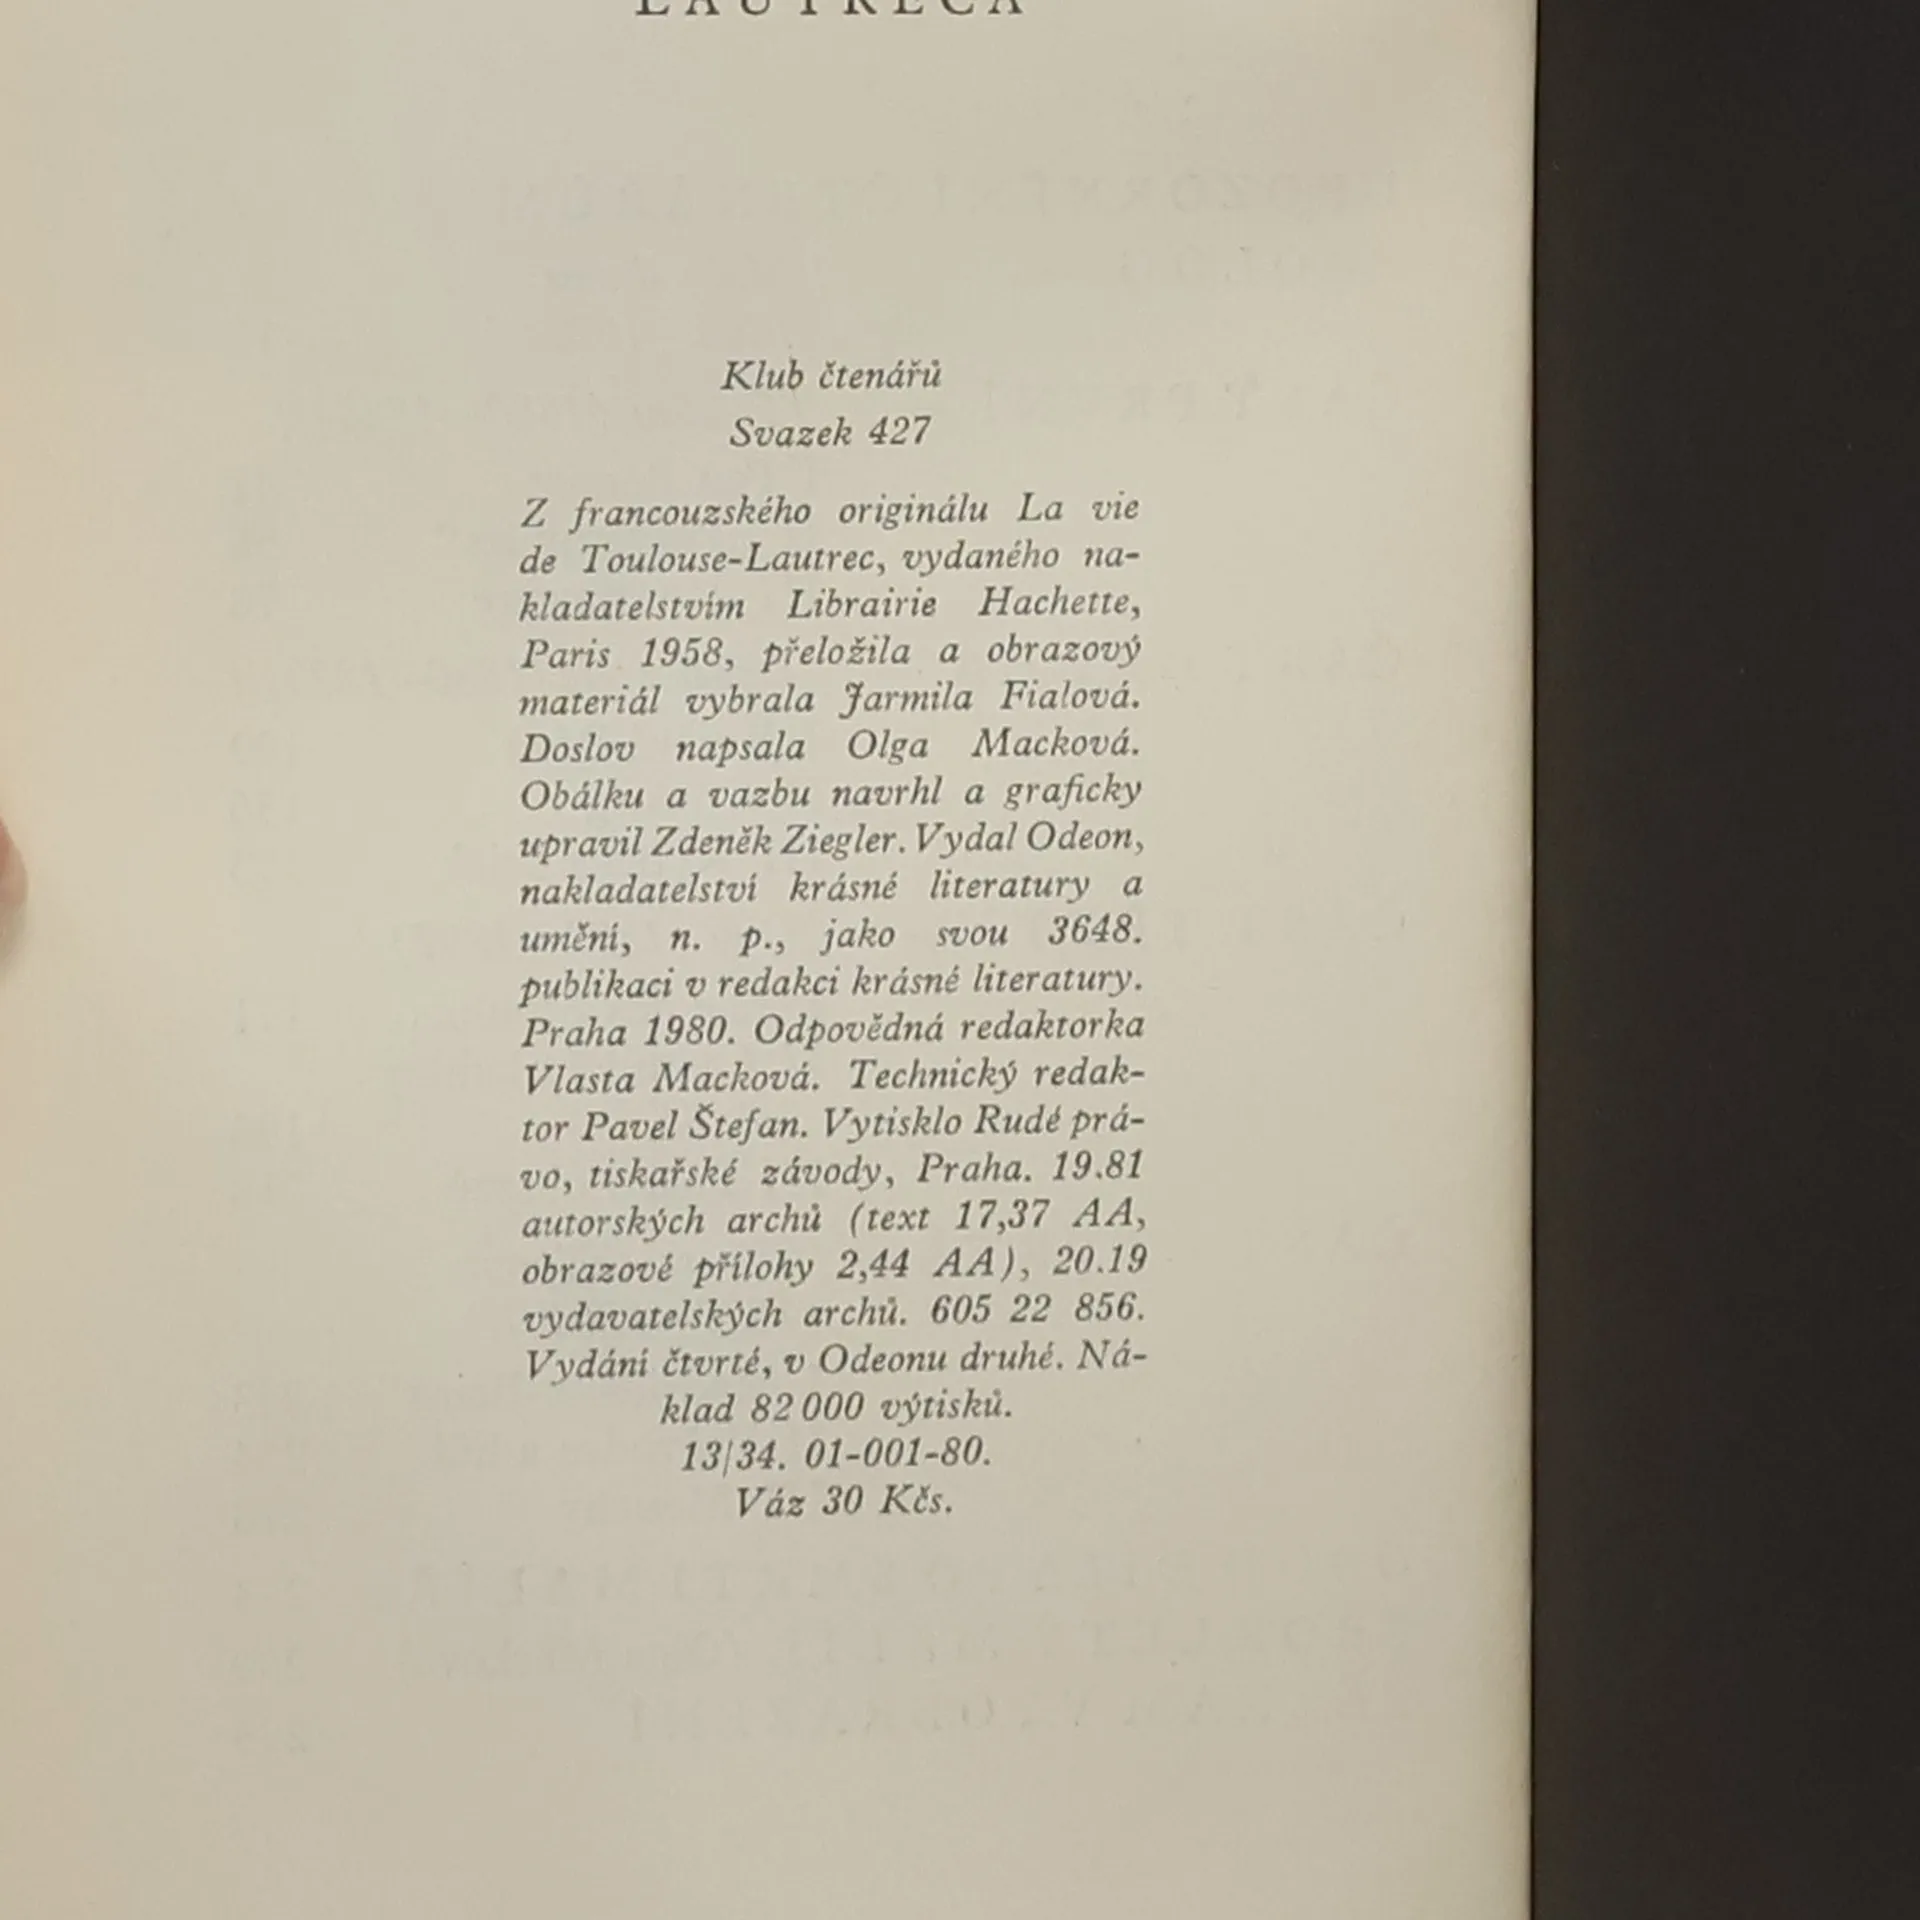 LAUTRECA
Klub čtenářů
Svazek 427
Z francouzského originálu La vie
de Toulouse-Lautrec, vydaného na-
kladatelstvím Librairie Hachette,
Paris 1958, přeložila a obrazový
materiál vybrala Jarmila Fialová.
Doslov napsala Olga Macková.
Obálku a vazbu navrhl a graficky
upravil Zdeněk Ziegler. Vydal Odeon,
nakladatelství krásné literatury a
umění, n. p., jako svou 3648.
publikaci v redakci krásné literatury.
Praha 1980. Odpovědná redaktorka
Vlasta Macková. Technický redak-
tor Pavel Štefan. Vytisklo Rudé prá-
vo, tiskařské závody, Praha. 19.81
autorských archů (text 17,37 AA,
obrazové přílohy 2,44 AA), 20.19
vydavatelských archů. 605 22 856.
Vydání čtvrté, v Odeonu druhé. Ná-
klad 82 000 výtisků.
13/34. 01-001-80.
Váz 30 Kčs.